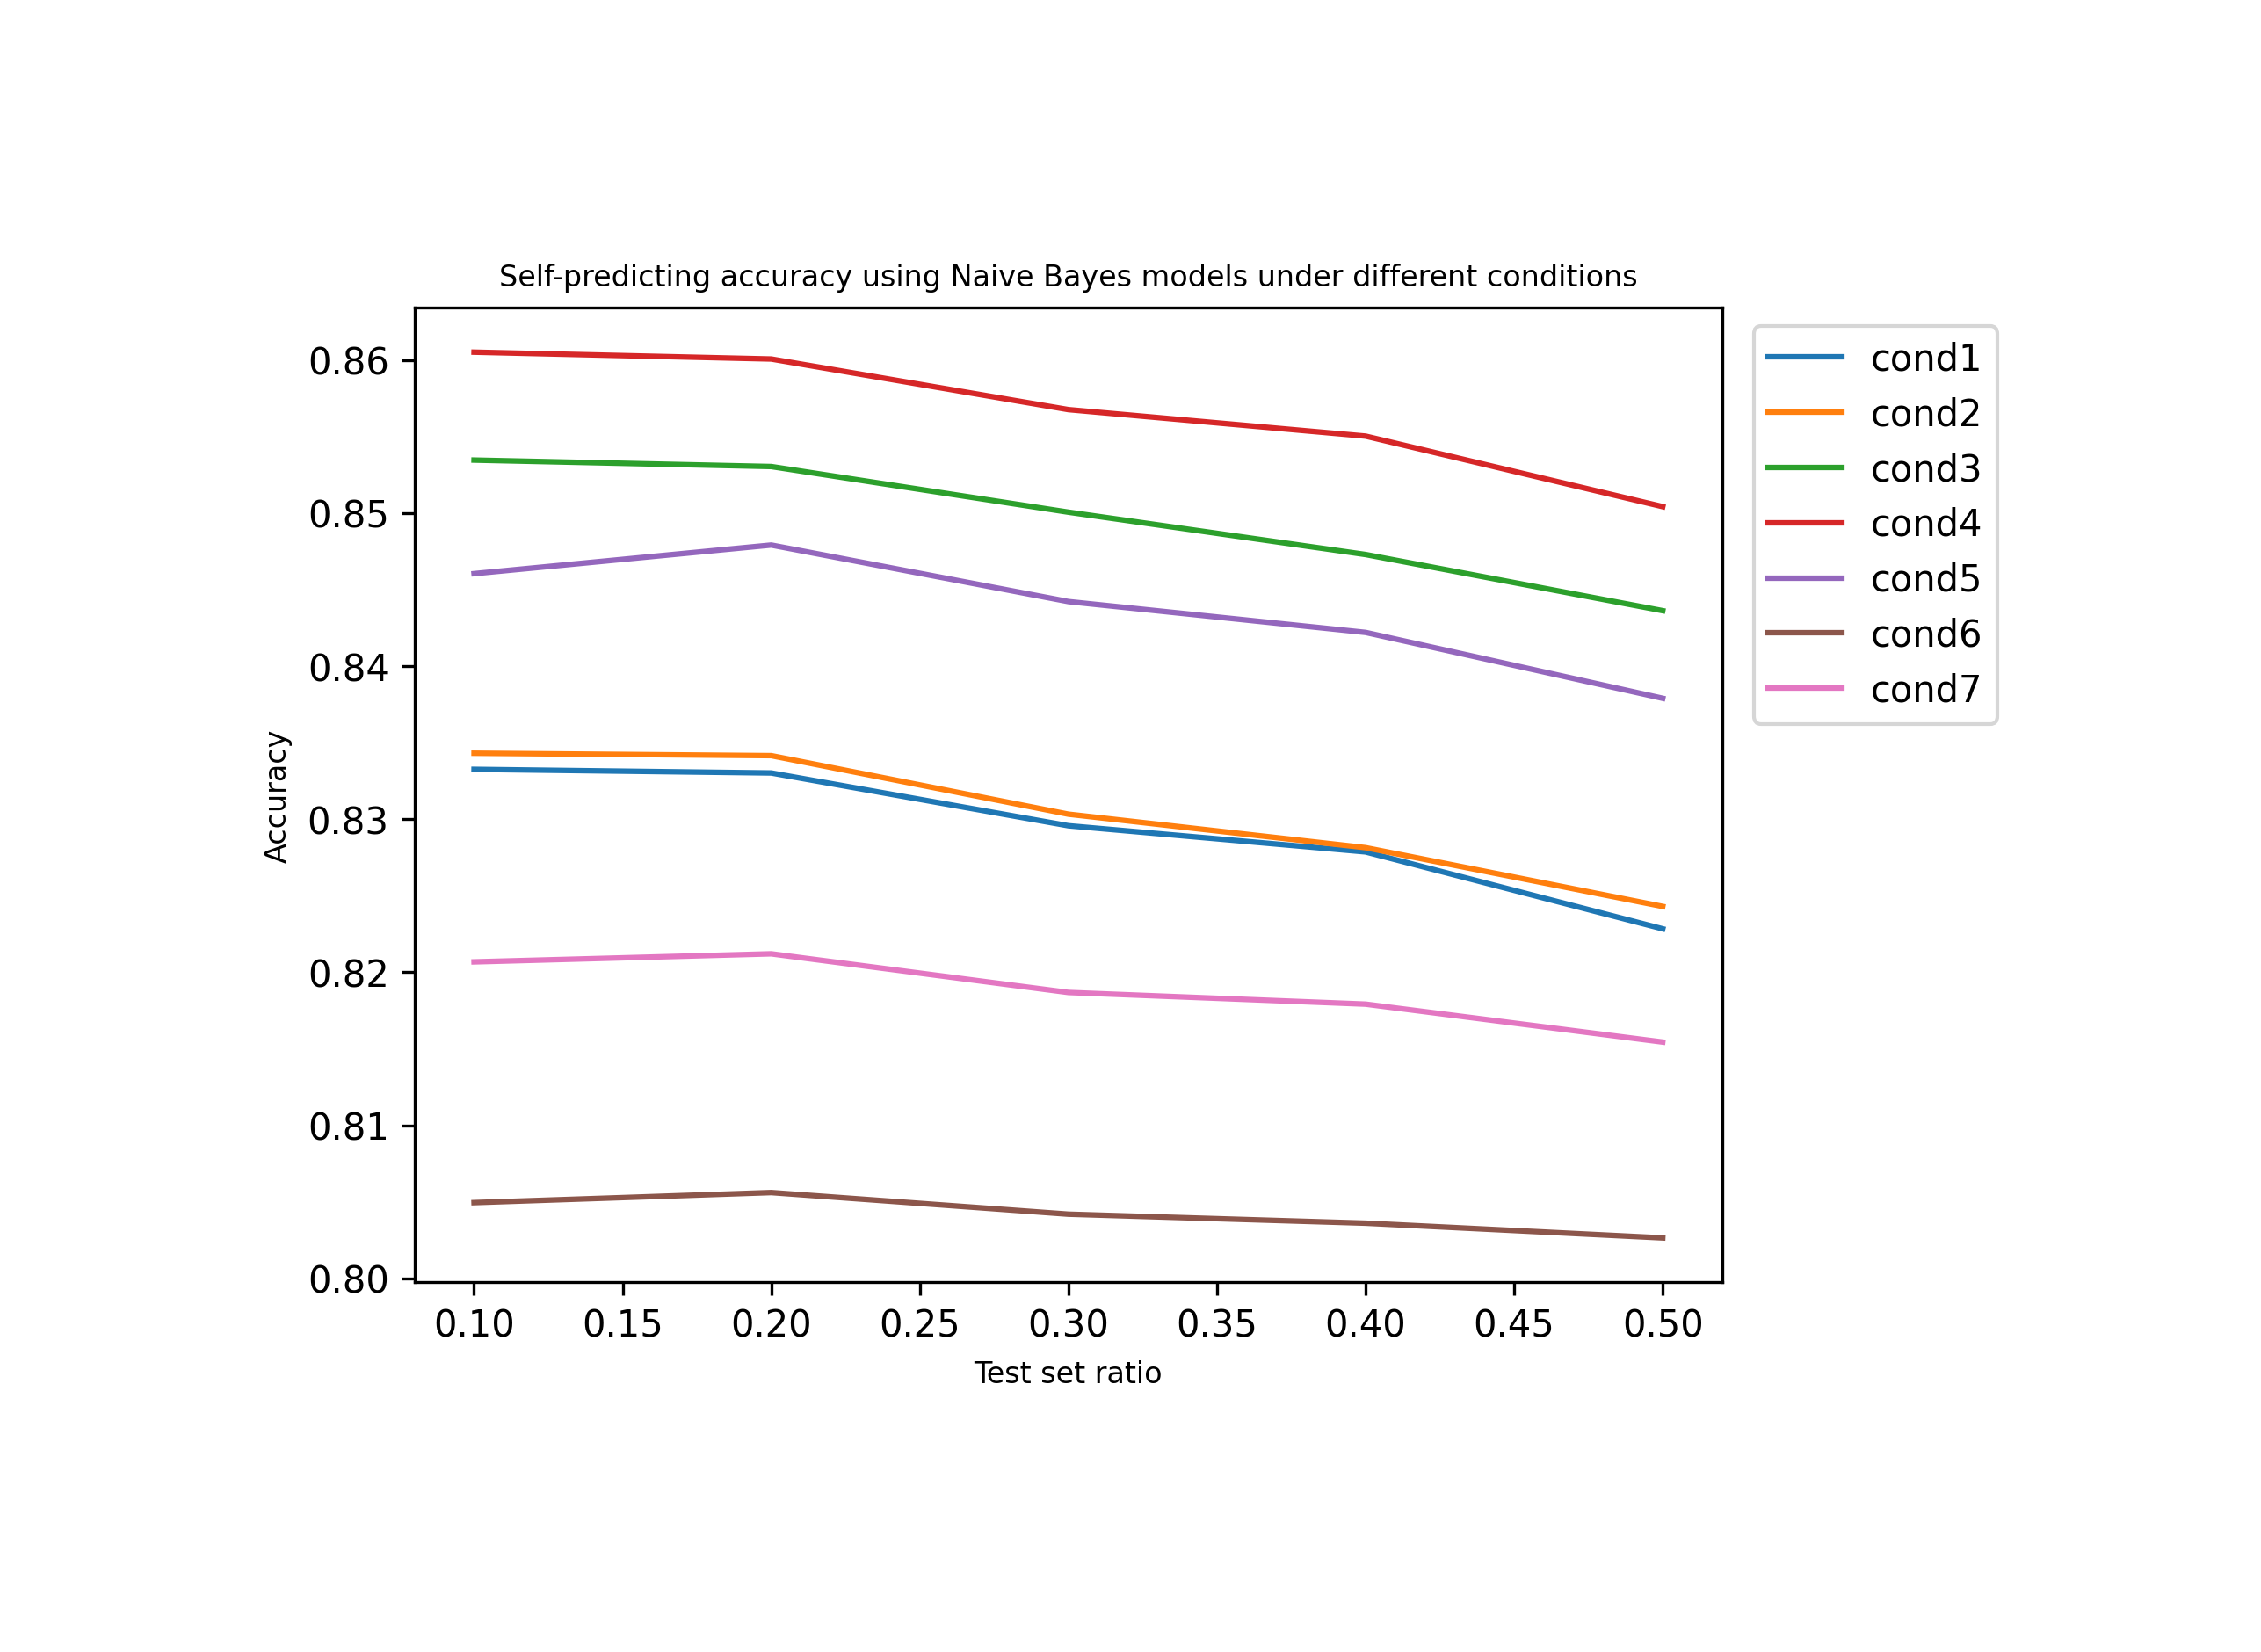 Self-predicting accuracy using Naive Bayes models under different conditions
0.86
0.85
0.84
0.83
0.82
0.81
0.80
Accuracy
0.10 0.15 0.20 0.25 0.30 0.35 0.40 0.45 0.50
Test set ratio
cond1
cond2
cond3
cond4
cond5
cond6
cond7